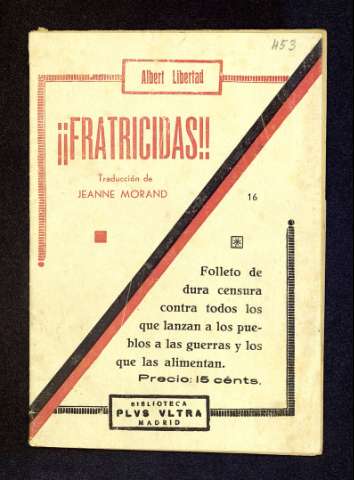 453
Albert Libertad
¡¡FRATRICIDAS!!
Traducción de
JEANNE MORAND
16
Folleto de
dura censura
contra todos los
que lanzan a los pue-
blos a las guerras y los
que las alimentan.
Precio: 15 cénts.
BIBLIOTECA
PLVS VLTRA
MADRID